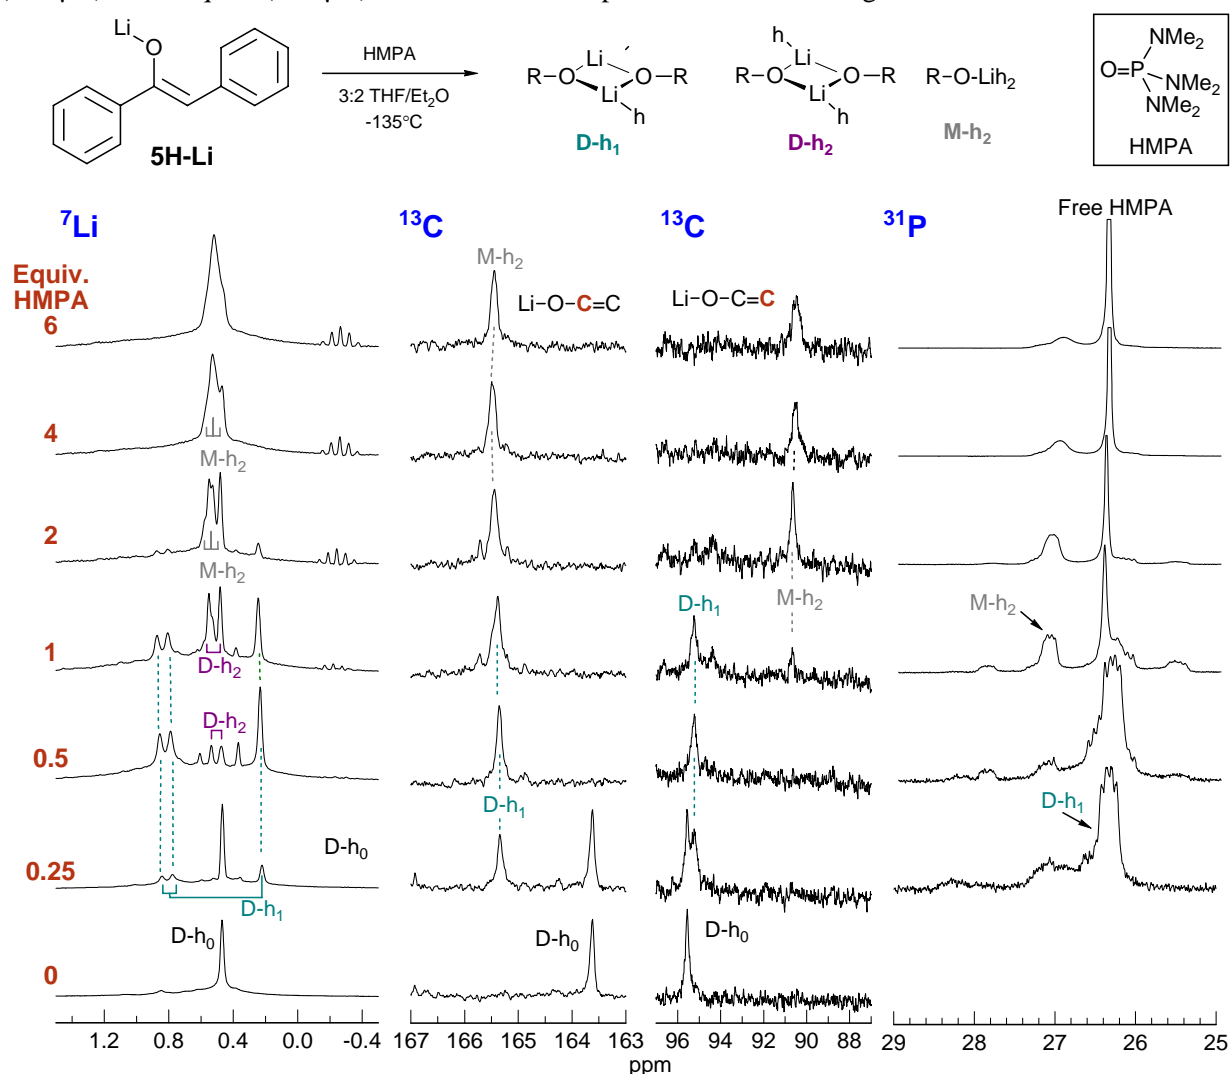 Li
O
5H-Li
HMPA
3:2 THF/Et2O
-135°C
Li
R-O O-R
Li
h
D-h1
h
Li
R-O O-R
Li
h
D-h2
R-O-Lih2
M-h2
NMe2
O=P NMe2
NMe2
HMPA
7Li
13C
13C
31P
Free HMPA
Equiv.
HMPA
6
M-h2
Li-O-C=C
Li-O-C=C
4
M-h2
2
M-h2
D-h1
M-h2
M-h2
1
D-h2
D-h2
0.5
D-h1
D-h1
D-h0
0.25
D-h1
D-h0
D-h0
D-h0
0
1.2 0.8 0.4 0.0 -0.4
167 166 165 164 163
96 94 92 90 88
29 28 27 26 25
ppm